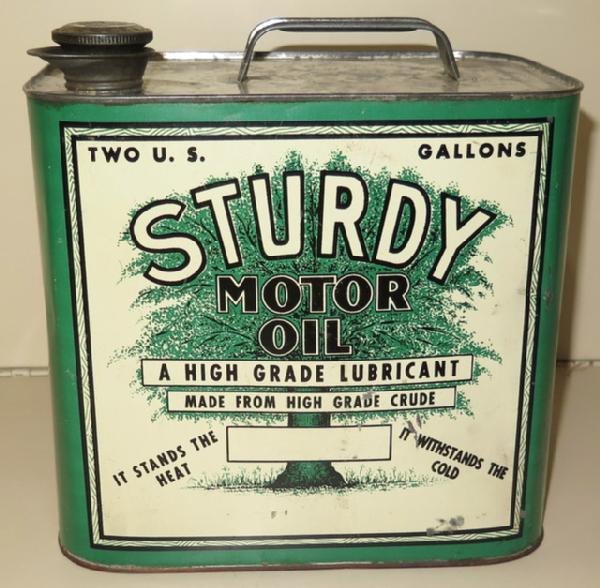 TWO U. S. GALLONS
STURDY
MOTOR
OIL
A HIGH GRADE LUBRICANT
MADE FROM HIGH GRADE CRUDE
IT STANDS THE
HEAT
IT WITHSTANDS THE
COLD